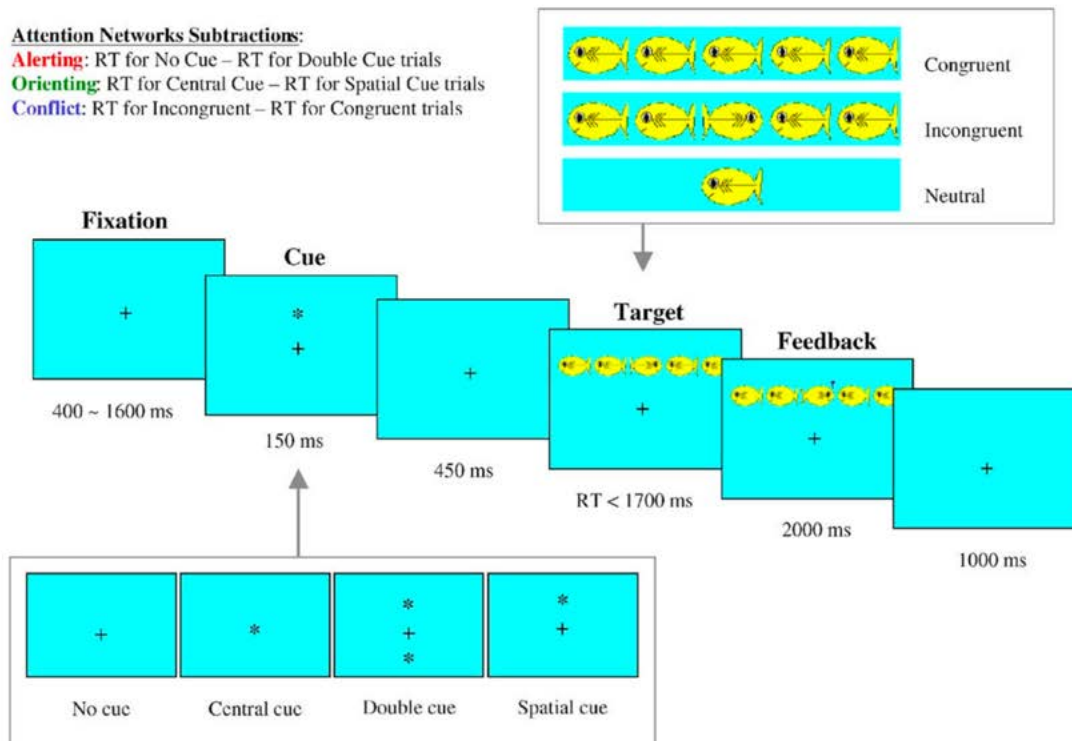 Attention Networks Subtractions:
Alerting: RT for No Cue – RT for Double Cue trials
Orienting: RT for Central Cue – RT for Spatial Cue trials
Conflict: RT for Incongruent – RT for Congruent trials
Congruent
Incongruent
Neutral
Fixation
Cue
Target
Feedback
400 ~ 1600 ms
150 ms
450 ms
RT < 1700 ms
2000 ms
1000 ms
No cue
Central cue
Double cue
Spatial cue